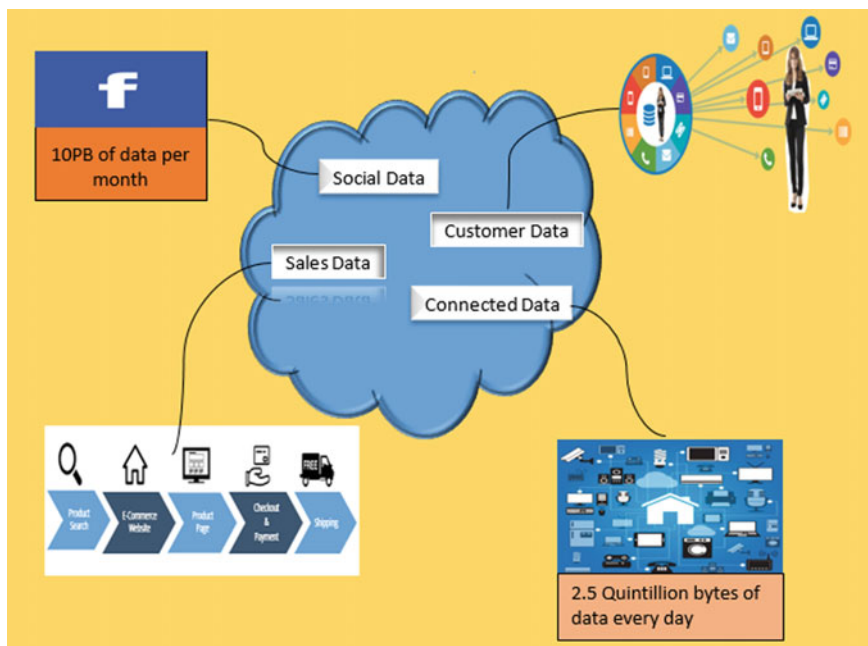 f
10PB of data per
month
Social Data
Customer Data
Sales Data
Connected Data
Product
Search
E-Commerce
Website
Product
Page
Checkout
&
Payment
FREE
Shipping
2.5 Quintillion bytes of
data every day